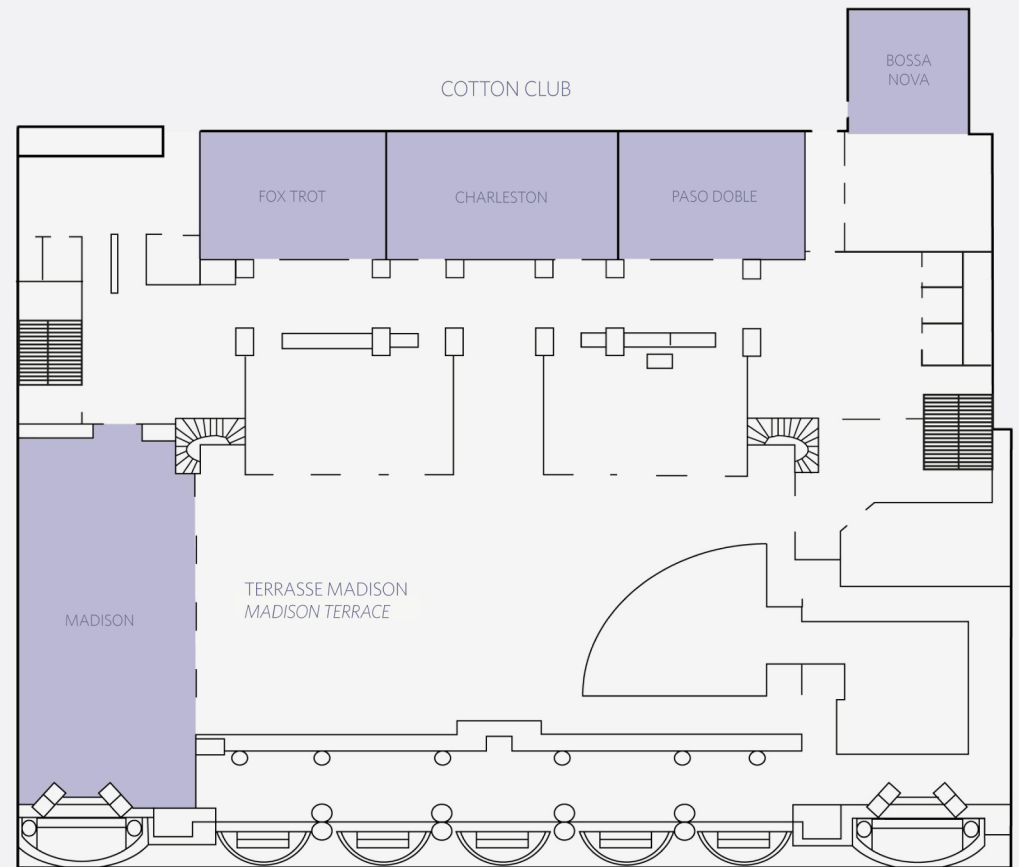 BOSSA
NOVA
COTTON CLUB
FOX TROT
CHARLESTON
PASO DOBLE
TERRASSE MADISON
MADISON TERRACE
MADISON